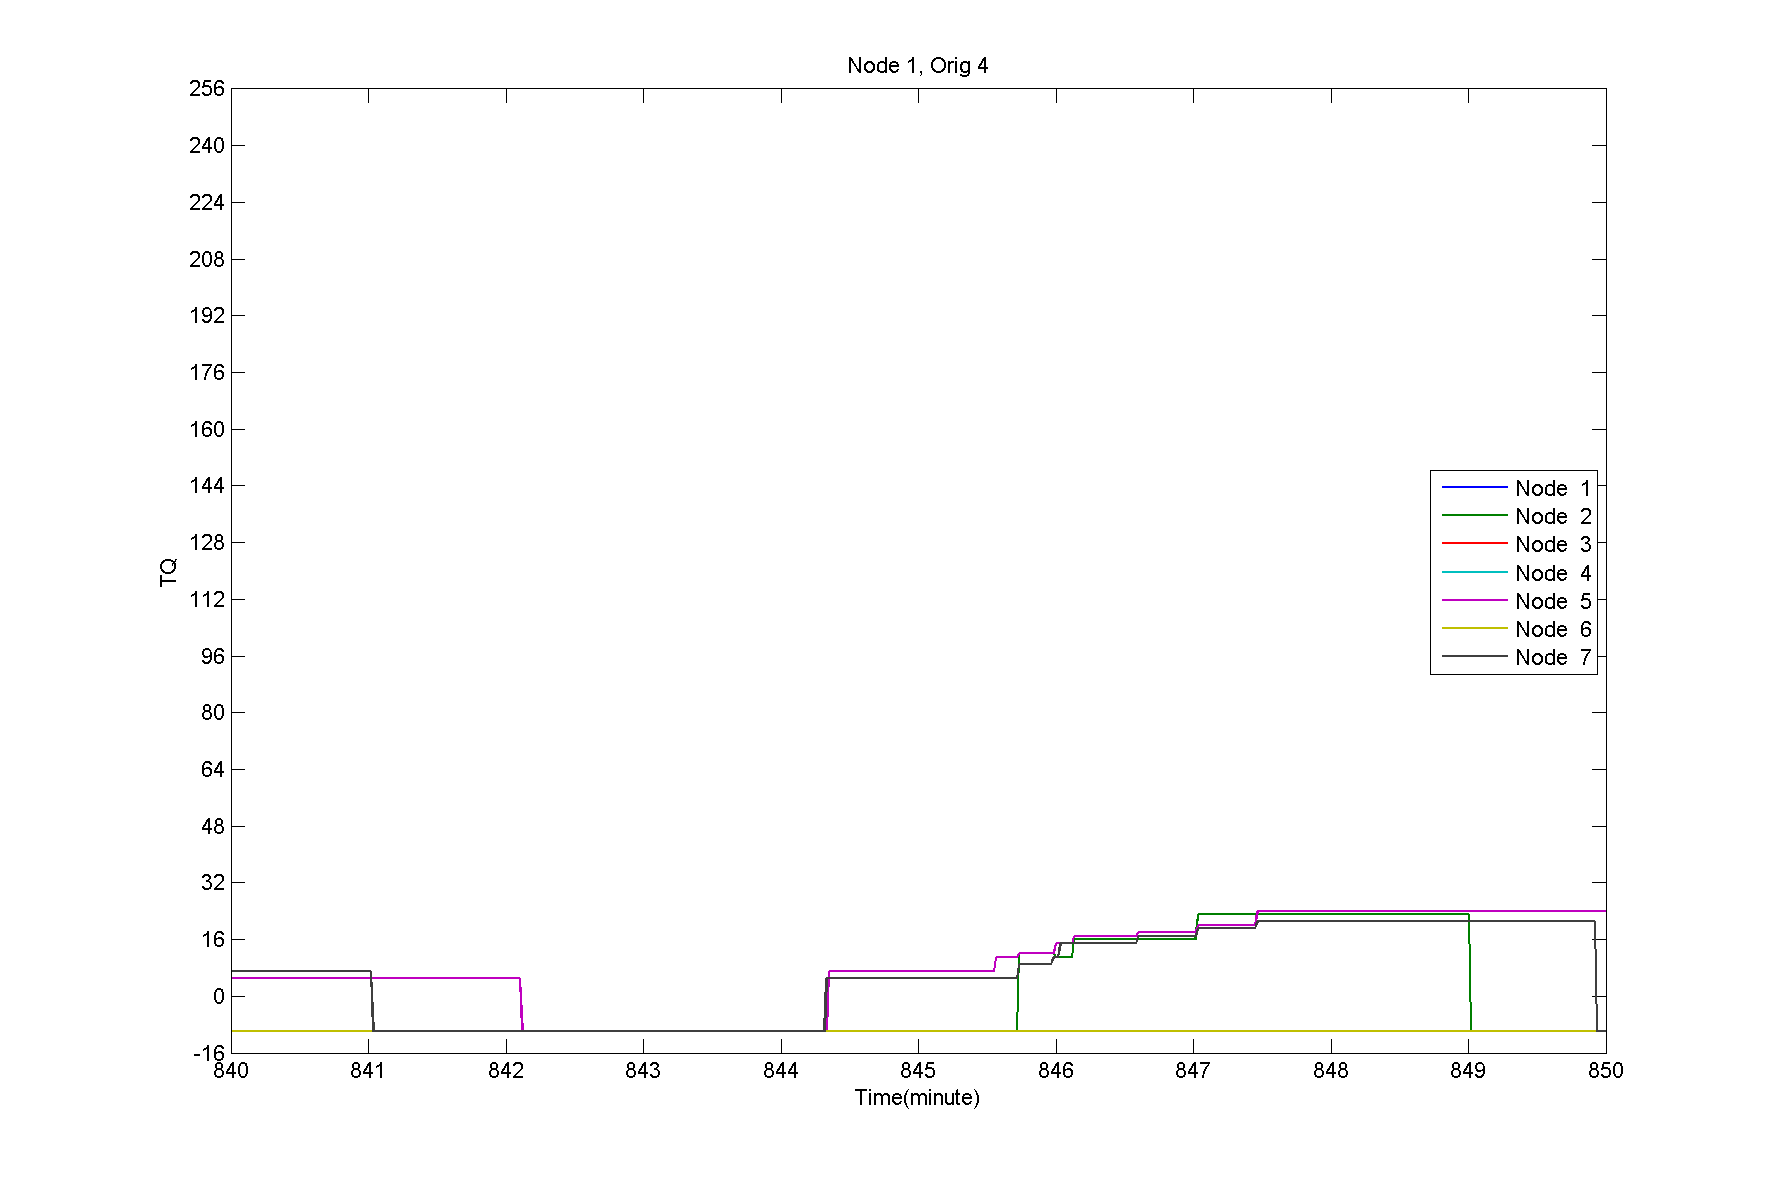 Node 1, Orig 4
256
240
224
208
192
176
160
144
128
112
96
80
64
48
32
16
0
-16
TQ
Node 1
Node 2
Node 3
Node 4
Node 5
Node 6
Node 7
840 841 842 843 844 845 846 847 848 849 850
Time(minute)